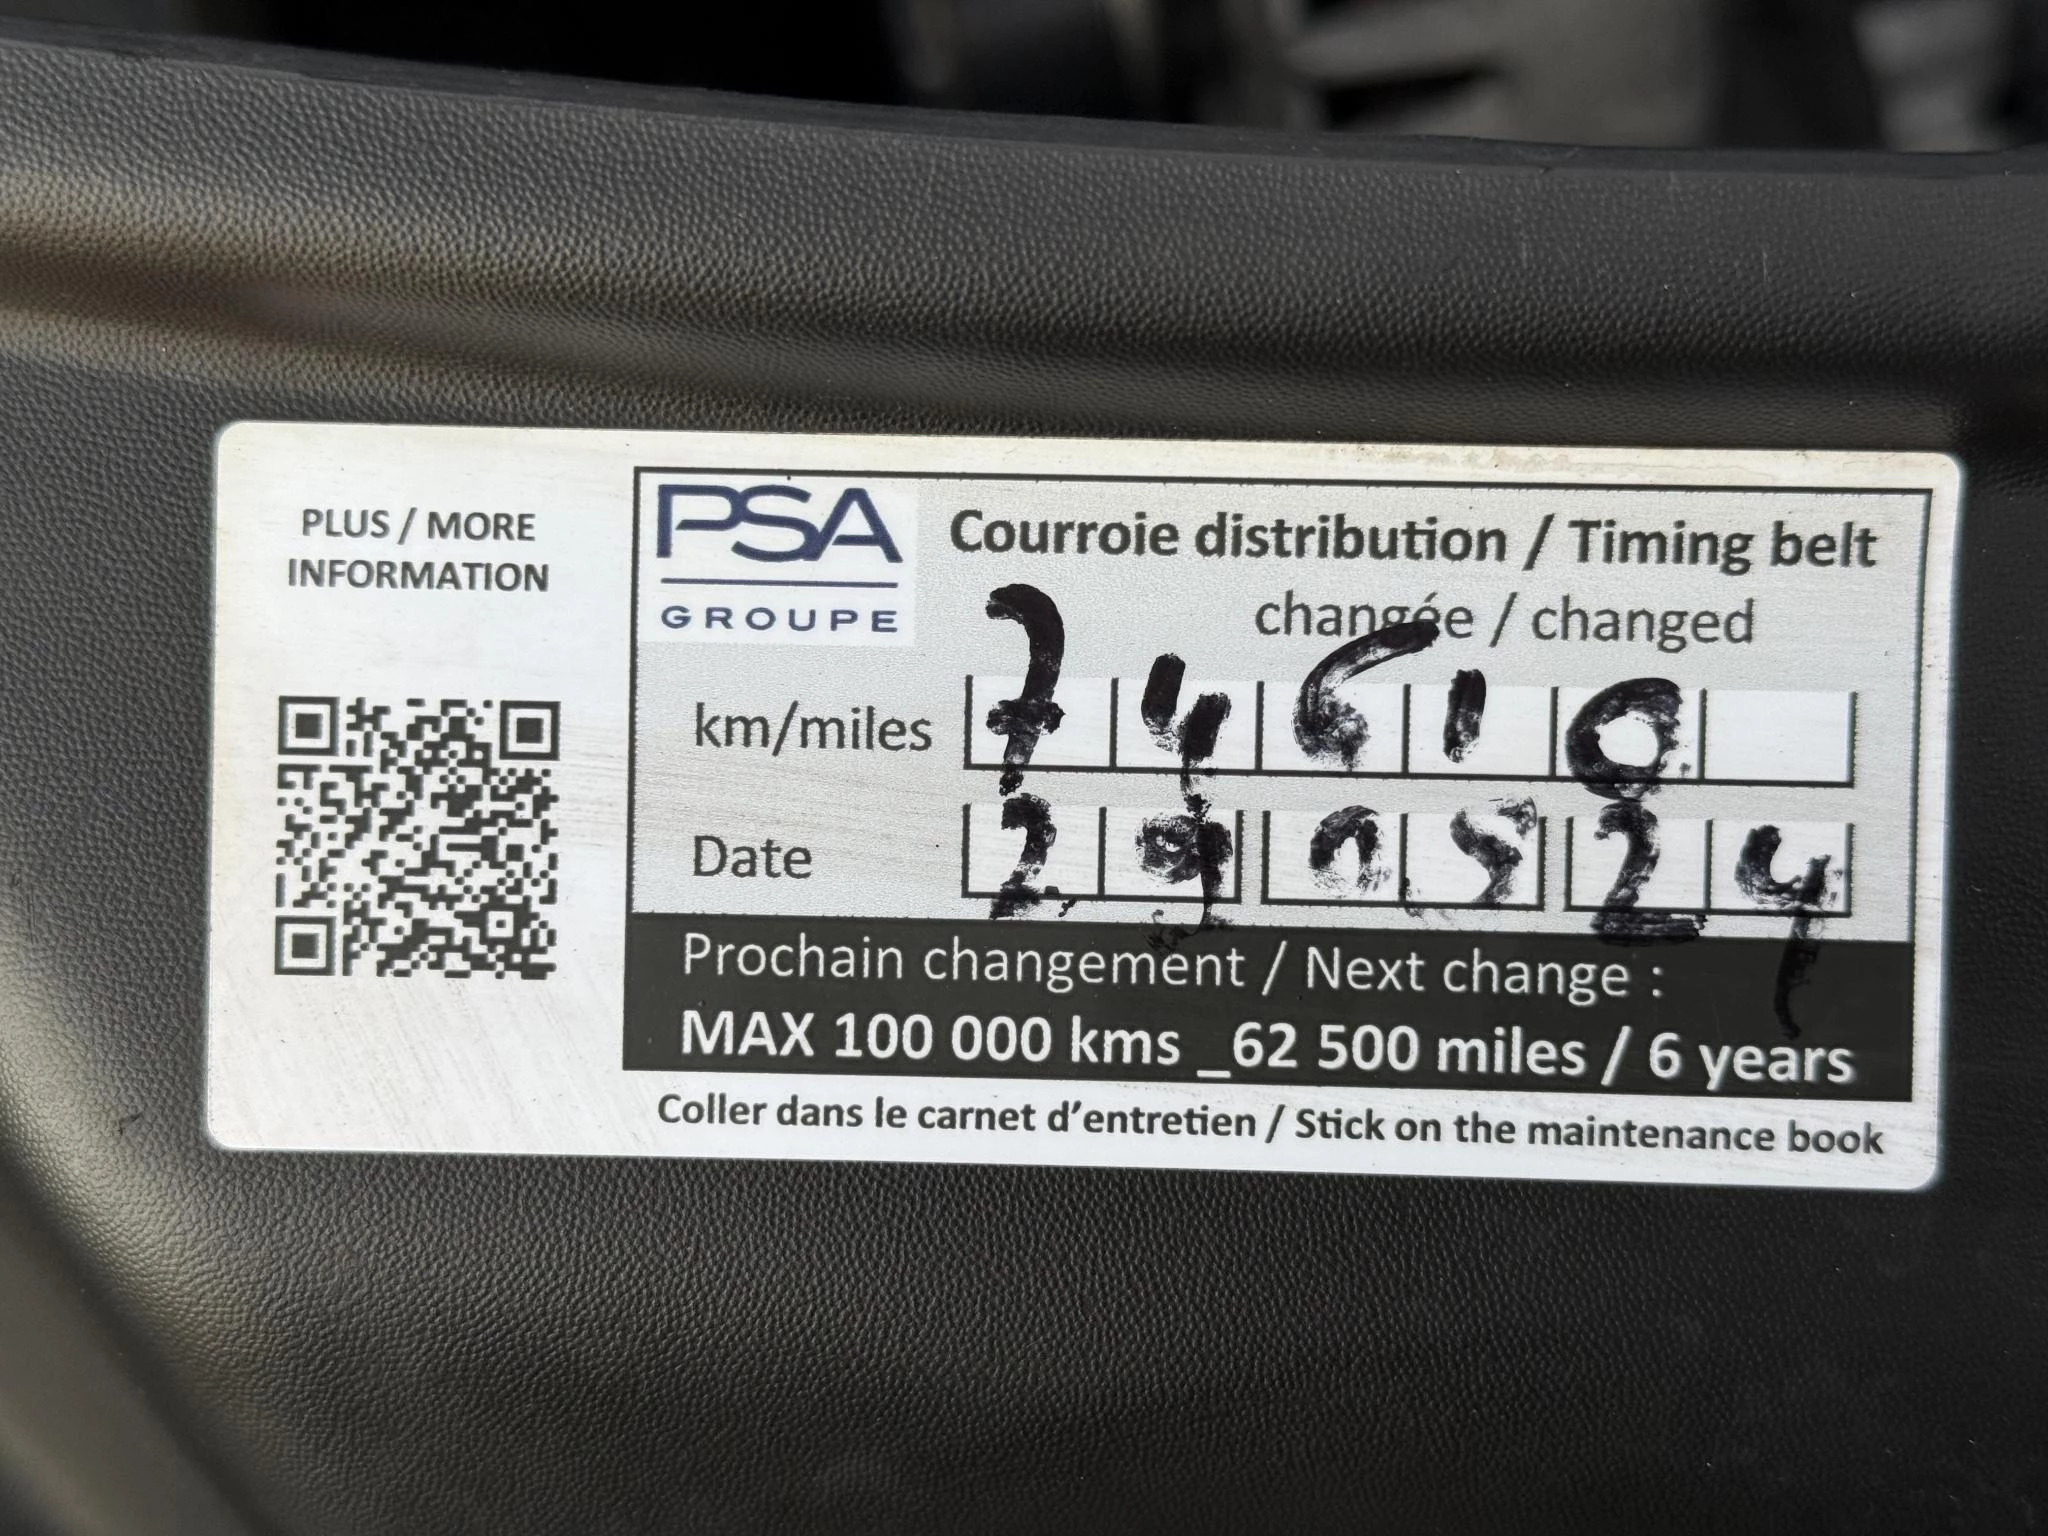 PLUS / MORE
INFORMATION
PSA
GROUPE
Courroie distribution / Timing belt
changée / changed
km/miles 74610
Date 29 05 24
Prochain changement / Next change :
MAX 100 000 kms _62 500 miles / 6 years
Coller dans le carnet d'entretien / Stick on the maintenance book